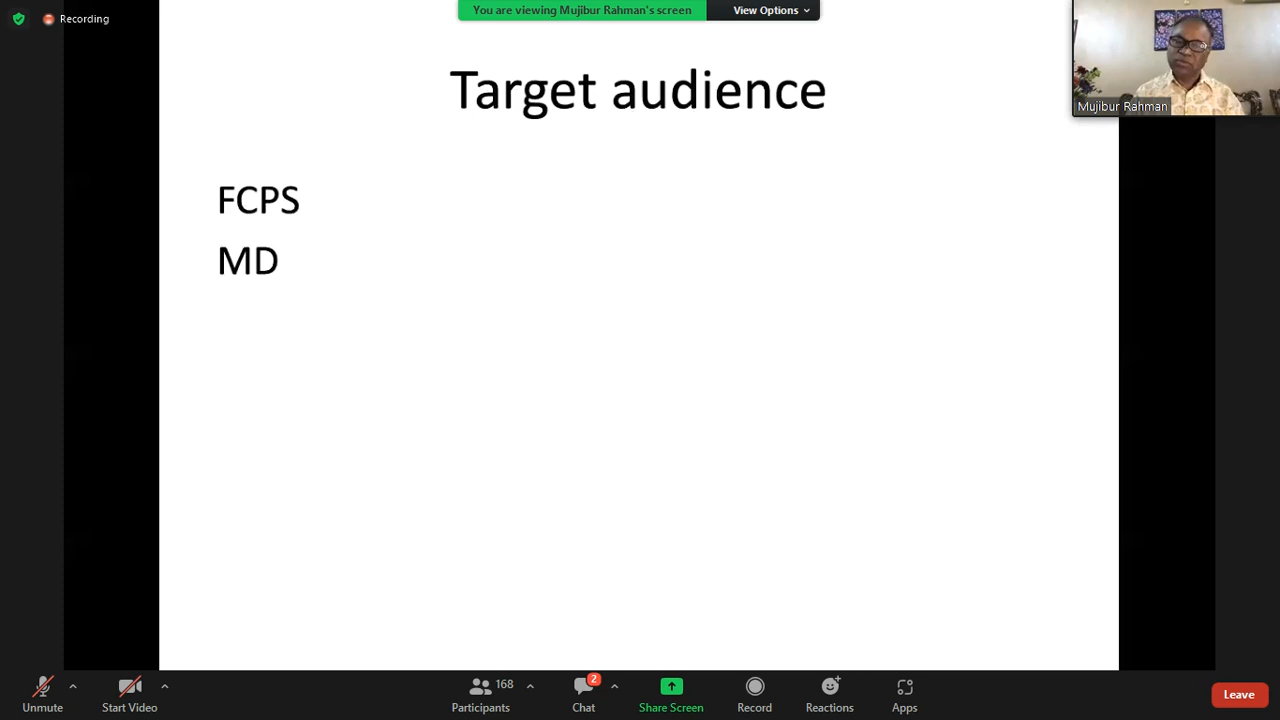 Recording
You are viewing Mujibur Rahman's screen
View Options
Mujibur Rahman
Target audience
FCPS
MD
Unmute
Start Video
168
Participants
2
Chat
Share Screen
Record
Reactions
Apps
Leave